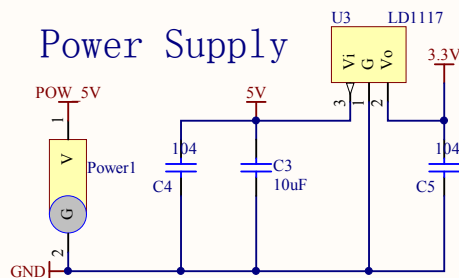 U3 LD1117
Power Supply
Vi G Vo
3.3V
POW_5V
5V
3 1 2
1
V
Power1
104
C4
C3
10uF
104
C5
G
2
GND